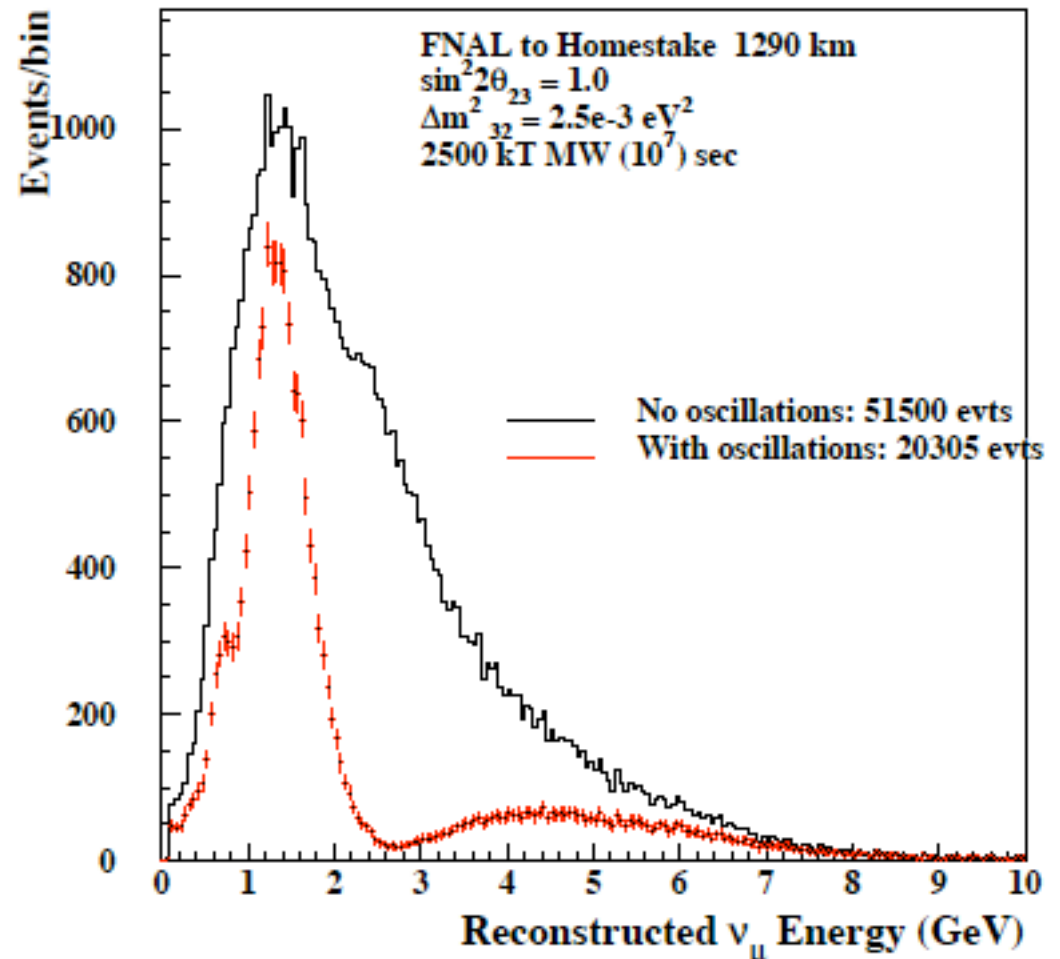 Events/bin
FNAL to Homestake 1290 km
sin²2θ₂₃ = 1.0
Δm²₃₂ = 2.5e-3 eV²
2500 kT MW (10⁷) sec
No oscillations: 51500 evts
With oscillations: 20305 evts
1000
800
600
400
200
0
0 1 2 3 4 5 6 7 8 9 10
Reconstructed νμ Energy (GeV)